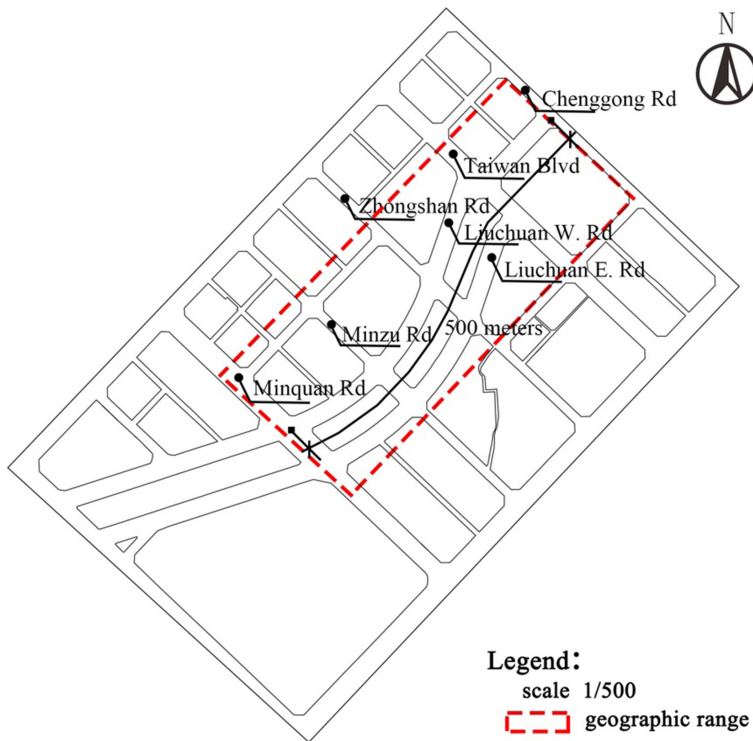 N
Chenggong Rd
Taiwan Blvd
Zhongshan Rd
Liuchuan W. Rd
Liuchuan E. Rd
500 meters
Minzu Rd
Minquan Rd
Legend:
scale 1/500
geographic range